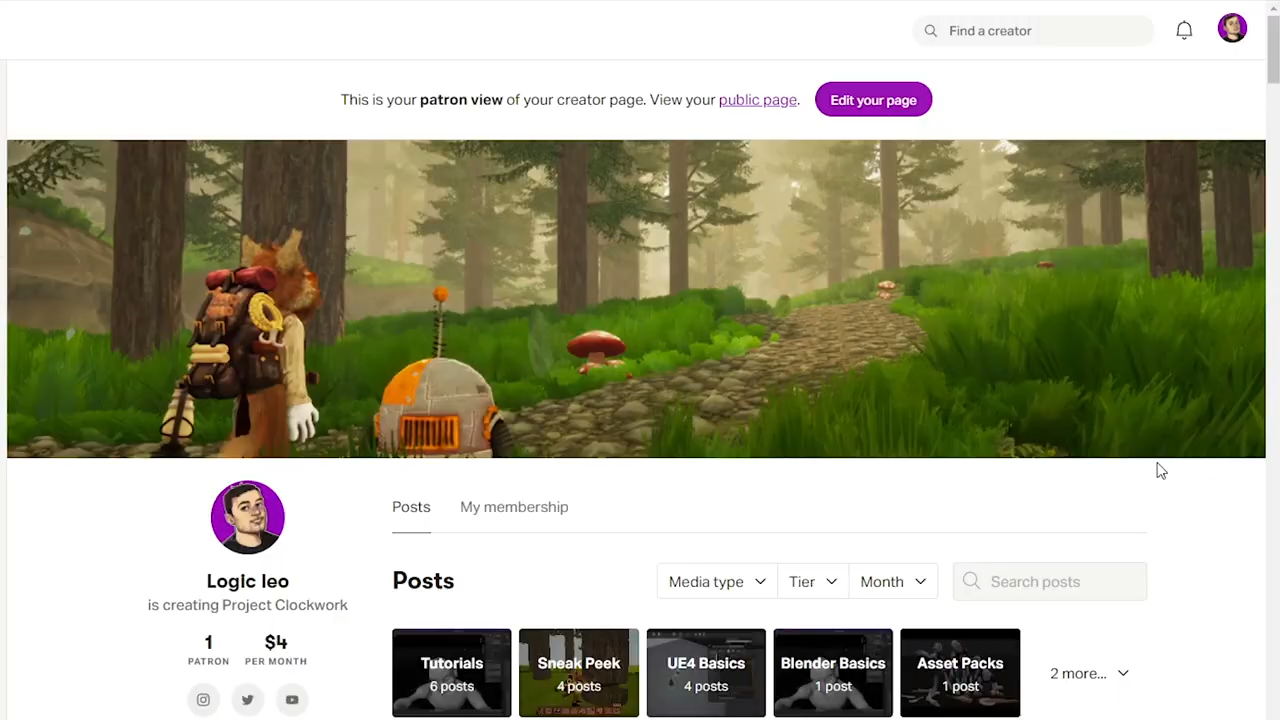 Find a creator
This is your patron view of your creator page. View your public page.
Edit your page
Posts
My membership
Logic leo
is creating Project Clockwork
1
PATRON
$4
PER MONTH
Posts
Media type
Tier
Month
Search posts
Tutorials
6 posts
Sneak Peek
4 posts
UE4 Basics
4 posts
Blender Basics
1 post
Asset Packs
1 post
2 more...